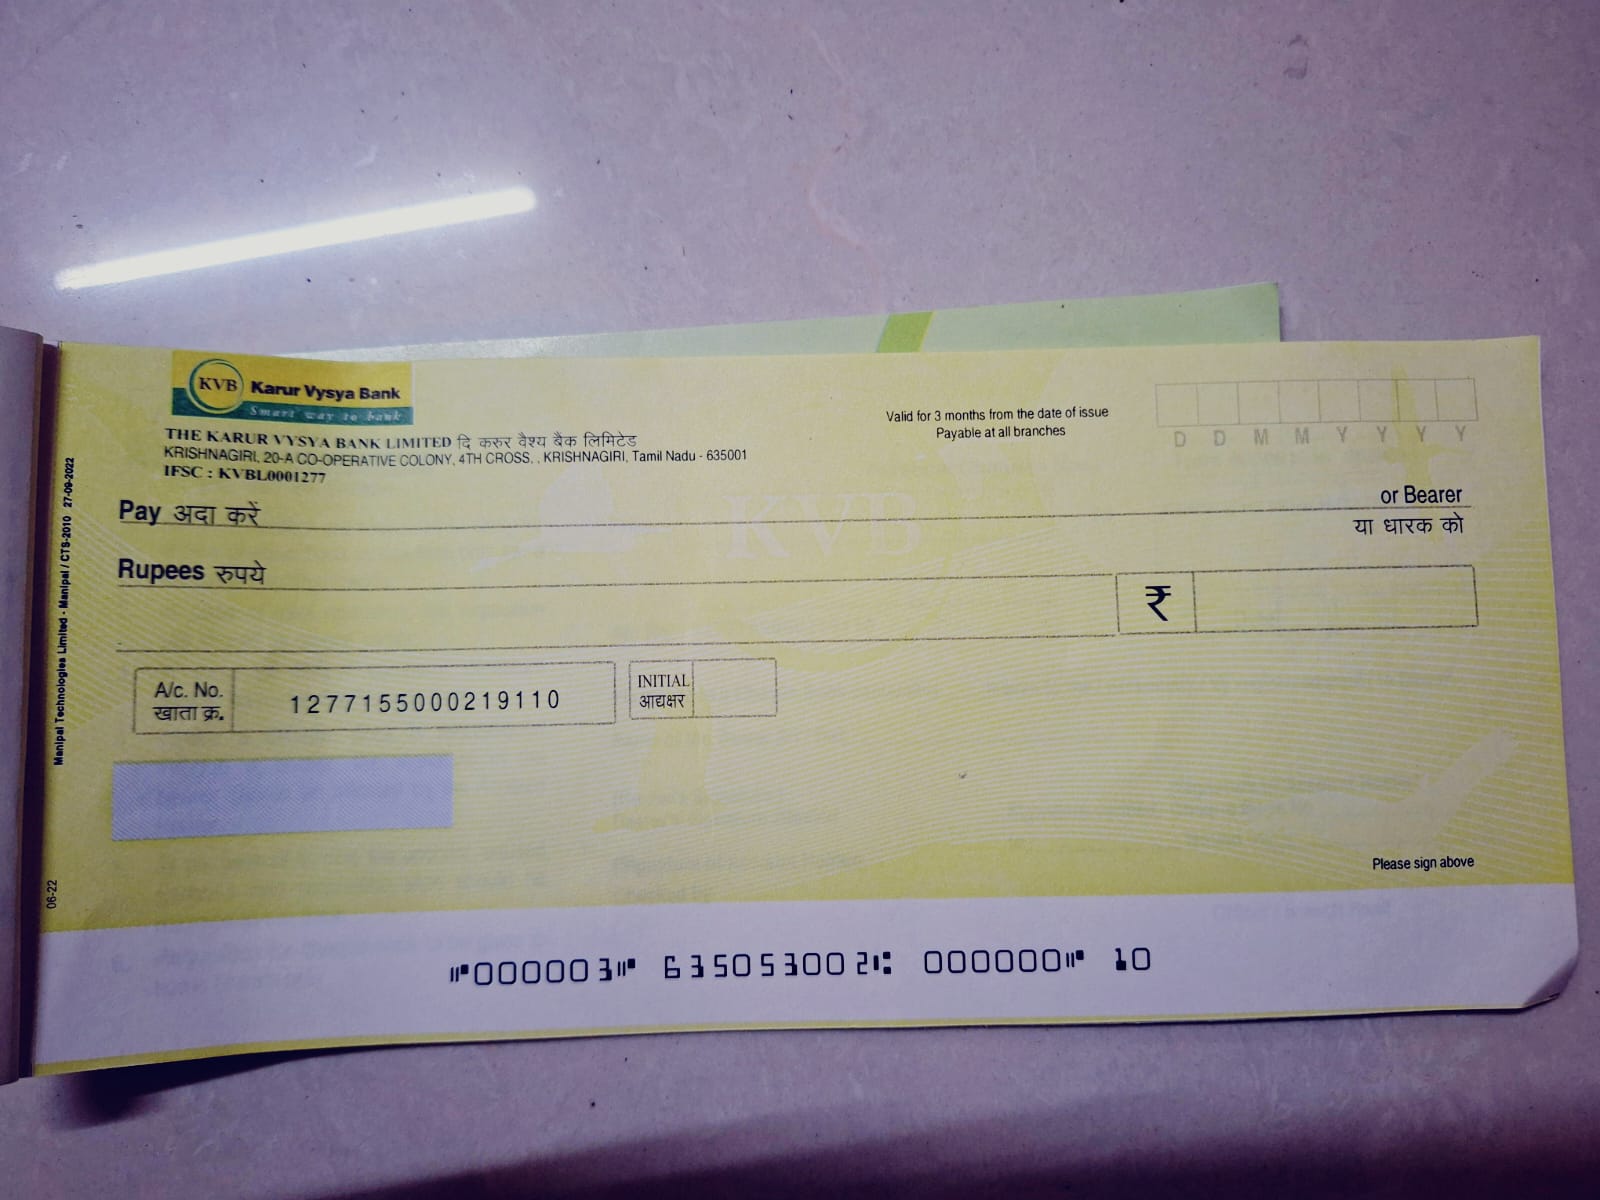 KVB Karur Vysya Bank
Smart way to bank
THE KARUR VYSYA BANK LIMITED दि करुर वैश्य बैंक लिमिटेड
KRISHNAGIRI, 20-A CO-OPERATIVE COLONY, 4TH CROSS, , KRISHNAGIRI, Tamil Nadu - 635001
IFSC : KVBL0001277
Valid for 3 months from the date of issue
Payable at all branches
D D M M Y Y Y Y
Pay अदा करें
or Bearer
या धारक को
KVB
Rupees रुपये
₹
A/c. No.
खाता क्र.
1277155000219110
INITIAL
आद्यक्षर
Please sign above
Manipal Technologies Limited - Manipal / CTS-2010 27-09-2022
06-22
⑈000003⑈ 635053002⑆ 000000⑈ 10